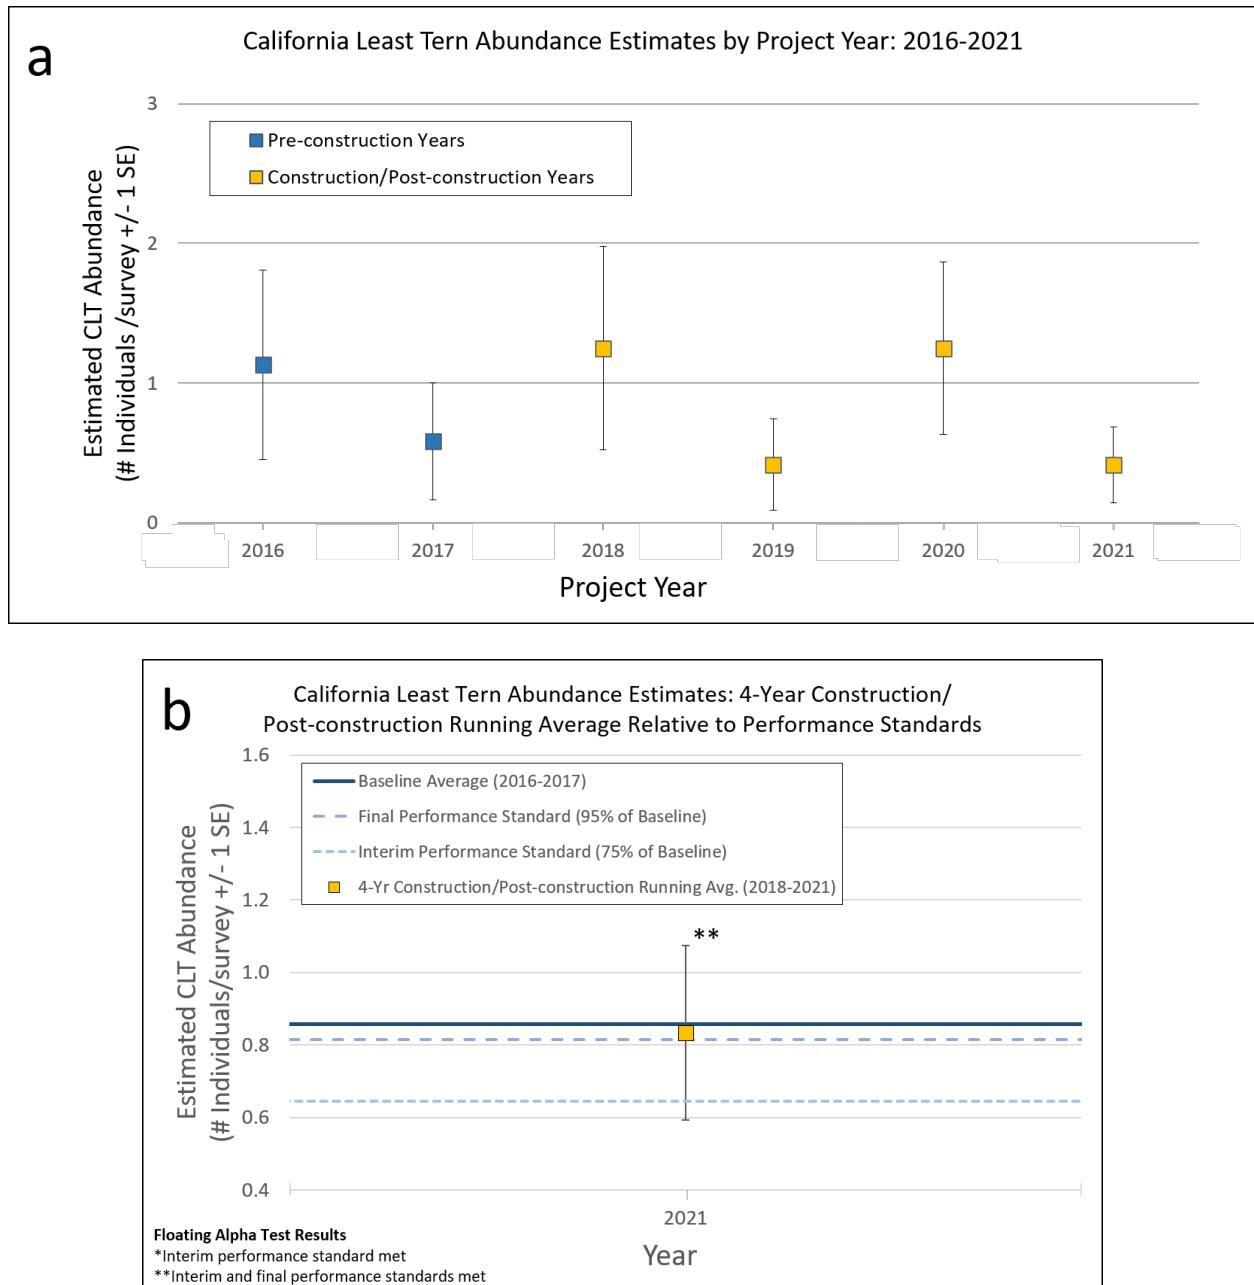 a
California Least Tern Abundance Estimates by Project Year: 2016-2021
Estimated CLT Abundance
(# Individuals /survey +/- 1 SE)
3
2
1
0
Pre-construction Years
Construction/Post-construction Years
2016 2017 2018 2019 2020 2021
Project Year
b
California Least Tern Abundance Estimates: 4-Year Construction/
Post-construction Running Average Relative to Performance Standards
Estimated CLT Abundance
(# Individuals/survey +/- 1 SE)
1.6
1.4
1.2
1.0
0.8
0.6
0.4
Baseline Average (2016-2017)
Final Performance Standard (95% of Baseline)
Interim Performance Standard (75% of Baseline)
4-Yr Construction/Post-construction Running Avg. (2018-2021)
**
2021
Year
Floating Alpha Test Results
*Interim performance standard met
**Interim and final performance standards met